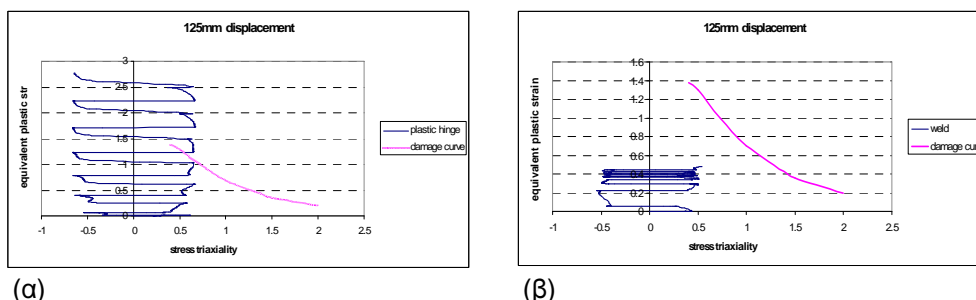 125mm displacement
equivalent plastic str
3
2.5
2
1.5
1
0.5
0
-1 -0.5 0 0.5 1 1.5 2 2.5
stress triaxiality
plastic hinge
damage curve
(α)
125mm displacement
equivalent plastic strain
1.6
1.4
1.2
1
0.8
0.6
0.4
0.2
0
-1 -0.5 0 0.5 1 1.5 2 2.5
stress triaxiality
weld
damage cur
(β)